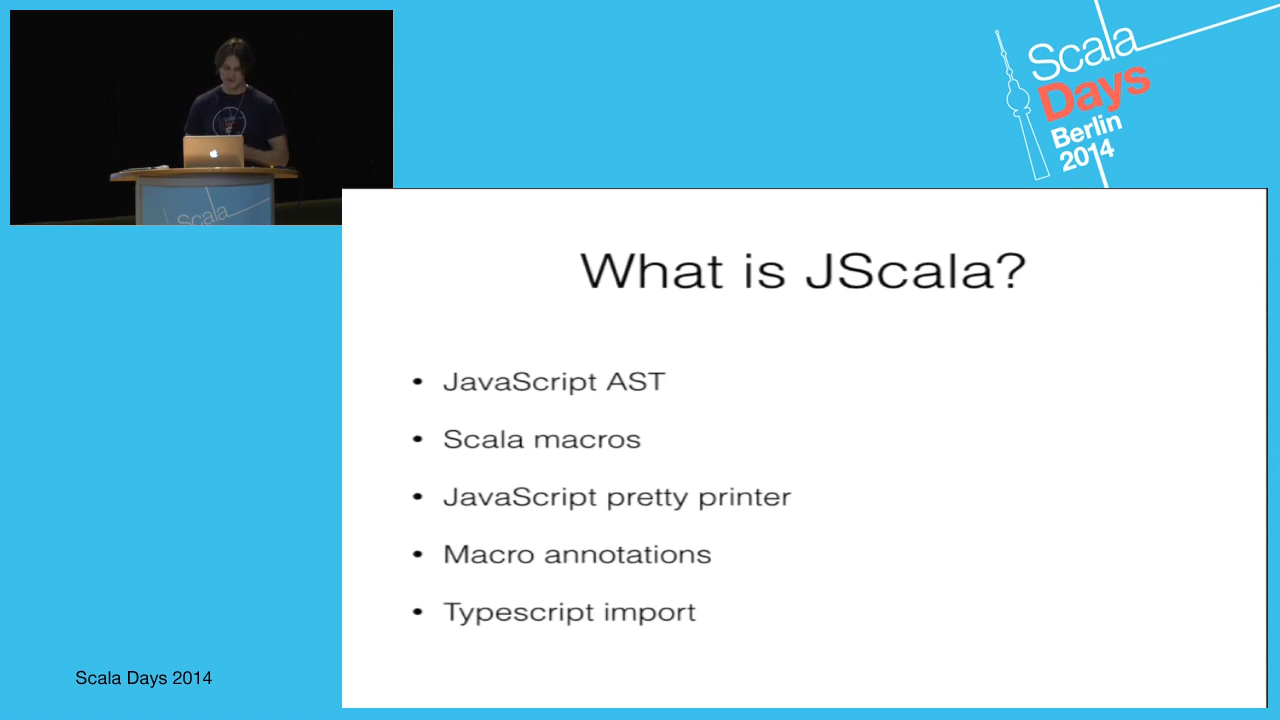 Scala
Days
Berlin
2014
Scala
What is JScala?
• JavaScript AST
• Scala macros
• JavaScript pretty printer
• Macro annotations
• Typescript import
Scala Days 2014